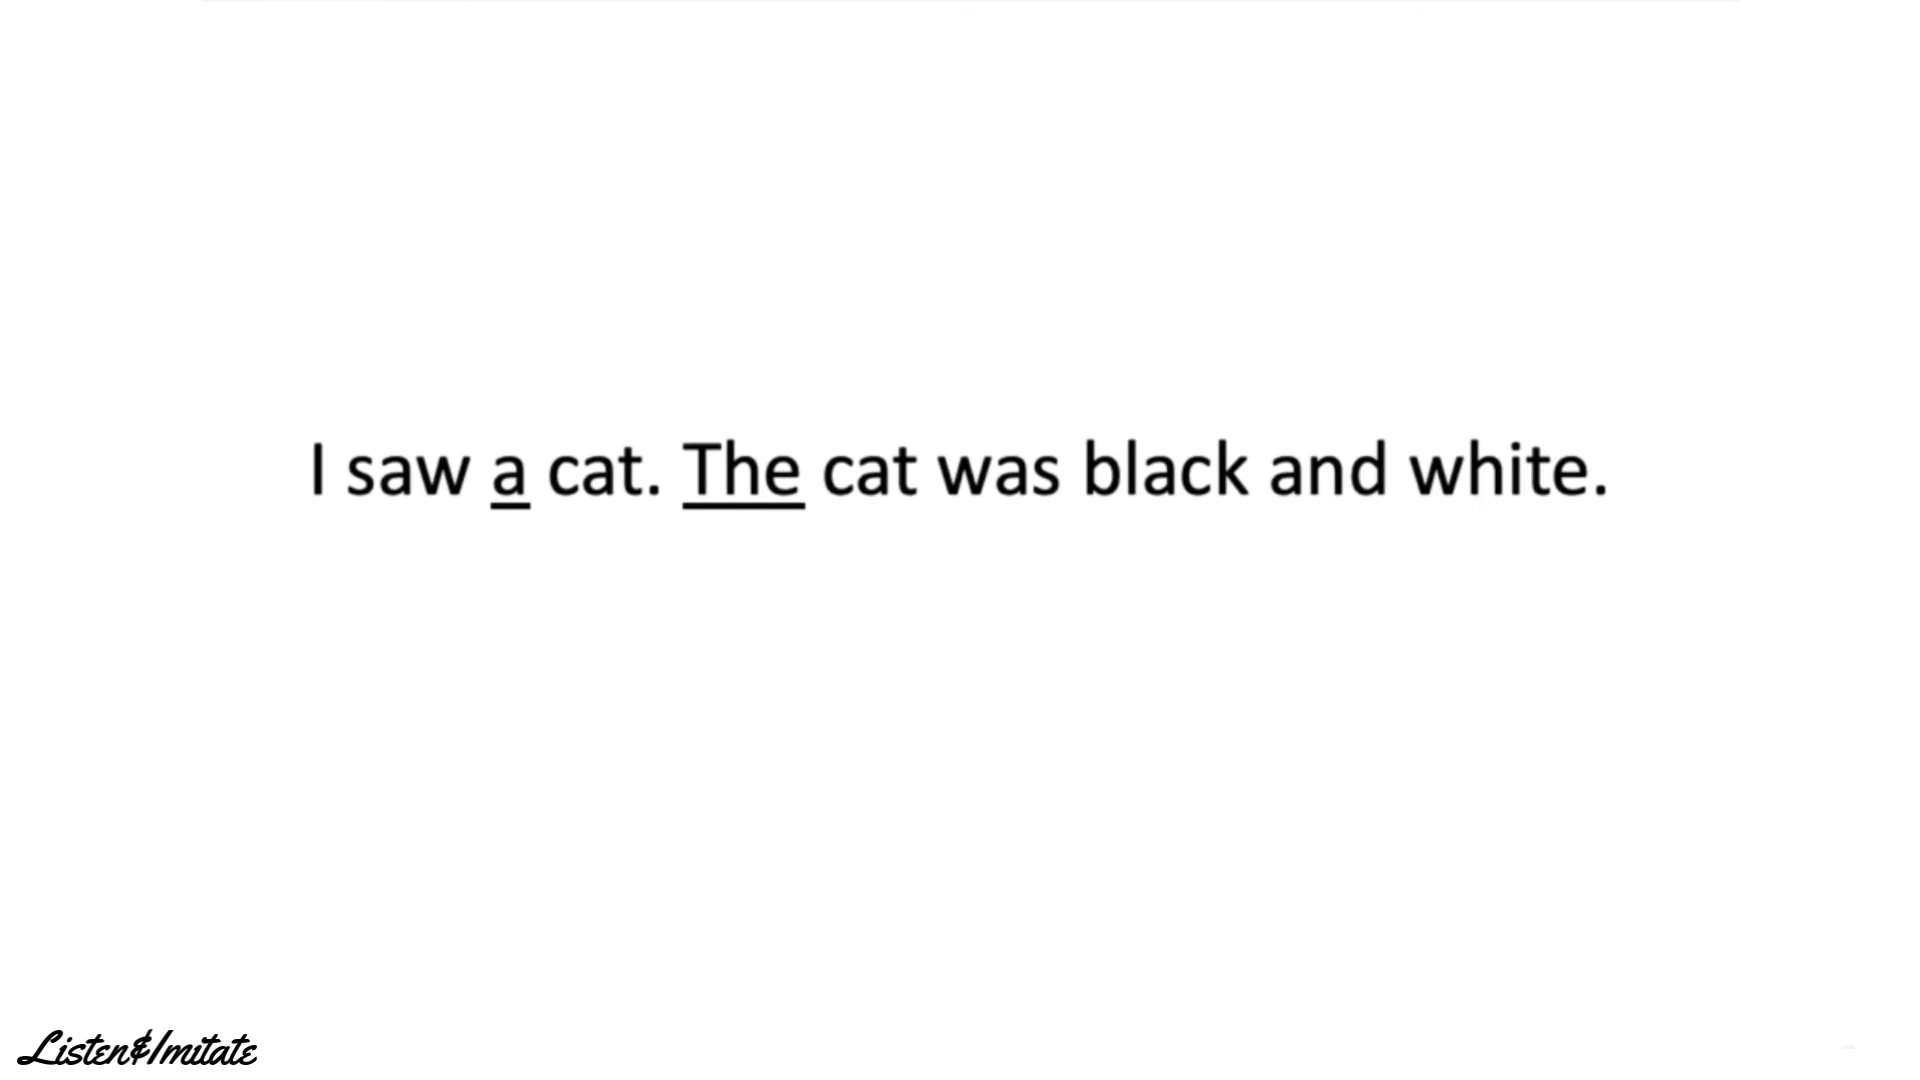 I saw a cat. The cat was black and white.
Listen&Imitate